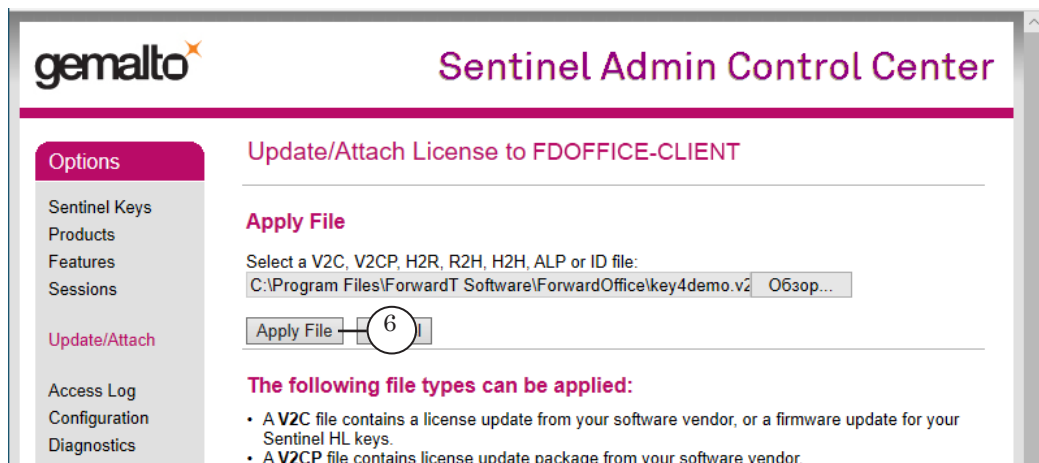 gemalto
Sentinel Admin Control Center
Options
Sentinel Keys
Products
Features
Sessions
Update/Attach
Access Log
Configuration
Diagnostics
Update/Attach License to FDOFFICE-CLIENT
Apply File
Select a V2C, V2CP, H2R, R2H, H2H, ALP or ID file:
C:\Program Files\ForwardT Software\ForwardOffice\key4demo.v2 Обзор...
Apply File 6
The following file types can be applied:
• A V2C file contains a license update from your software vendor, or a firmware update for your
Sentinel HL keys.
• A V2CP file contains license update package from your software vendor.